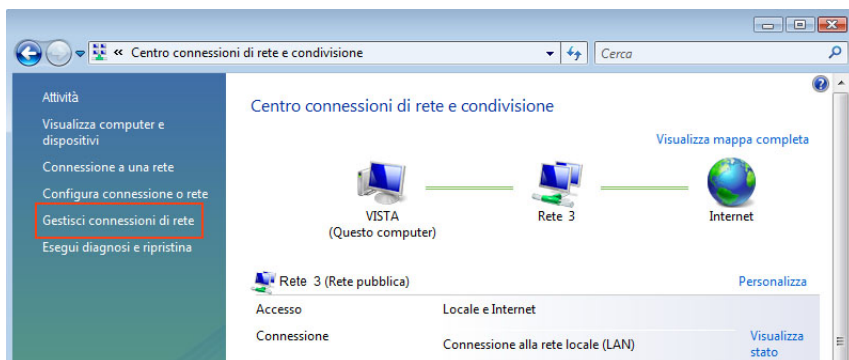 « Centro connessioni di rete e condivisione
Cerca
Attività
Visualizza computer e
dispositivi
Connessione a una rete
Configura connessione o rete
Gestisci connessioni di rete
Esegui diagnosi e ripristina
Centro connessioni di rete e condivisione
Visualizza mappa completa
VISTA
(Questo computer)
Rete 3
Internet
Rete 3 (Rete pubblica)
Personalizza
Accesso
Locale e Internet
Connessione
Connessione alla rete locale (LAN)
Visualizza
stato